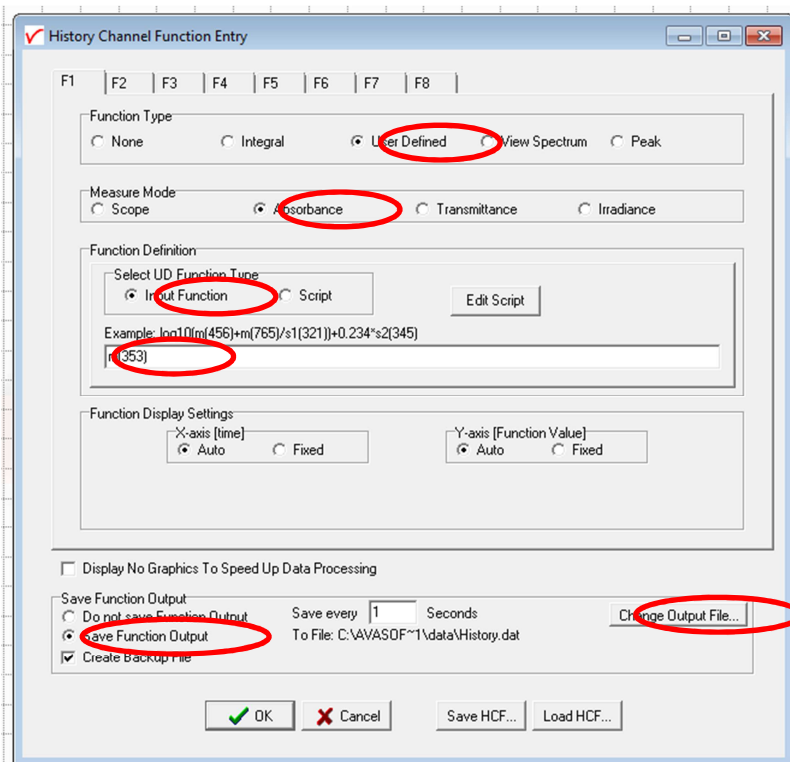 History Channel Function Entry
F1 F2 F3 F4 F5 F6 F7 F8
Function Type
None Integral User Defined View Spectrum Peak
Measure Mode
Scope Absorbance Transmittance Irradiance
Function Definition
Select UD Function Type
Input Function Script Edit Script
Example: log10(m(456)+m(765)/s1(321))+0.234*s2(345)
m(353)
Function Display Settings
X-axis [time] Y-axis [Function Value]
Auto Fixed Auto Fixed
Display No Graphics To Speed Up Data Processing
Save Function Output
Do not save Function Output Save every 1 Seconds Change Output File...
Save Function Output To File: C:\AVASOF~1\data\History.dat
Create Backup File
OK Cancel Save HCF... Load HCF...